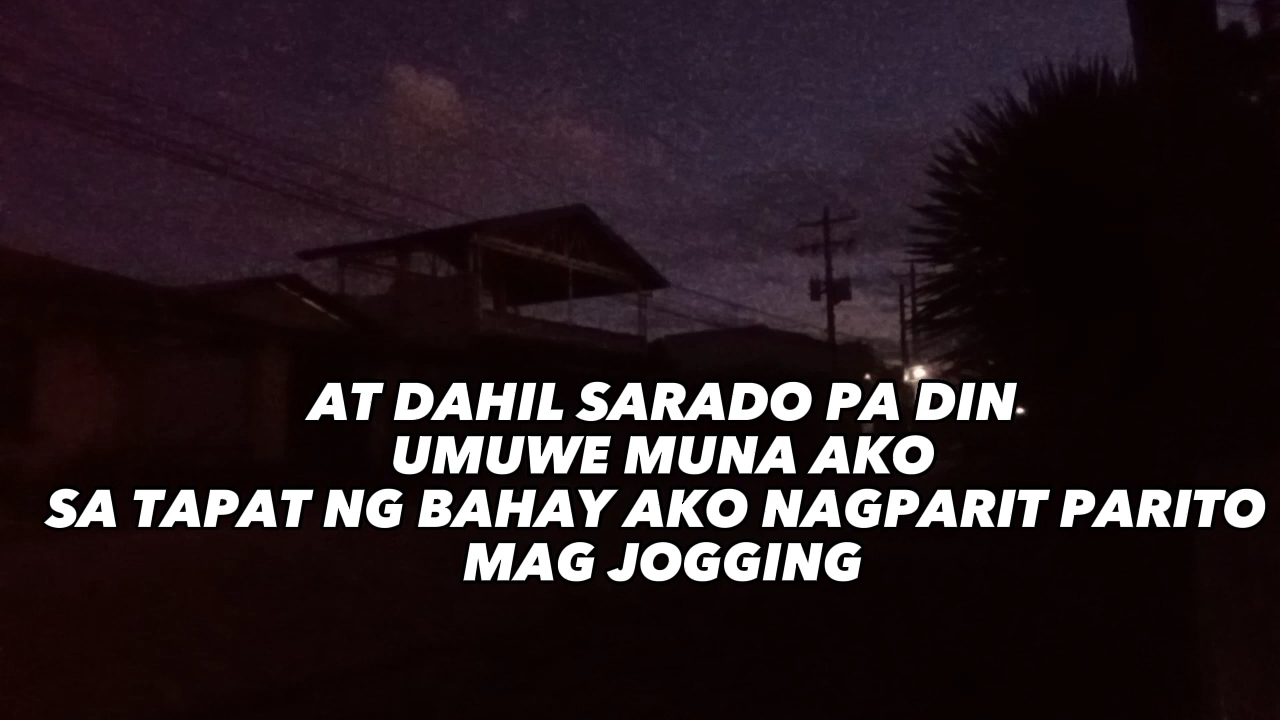 AT DAHIL SARADO PA DIN
UMUWE MUNA AKO
SA TAPAT NG BAHAY AKO NAGPARIT PARITO
MAG JOGGING